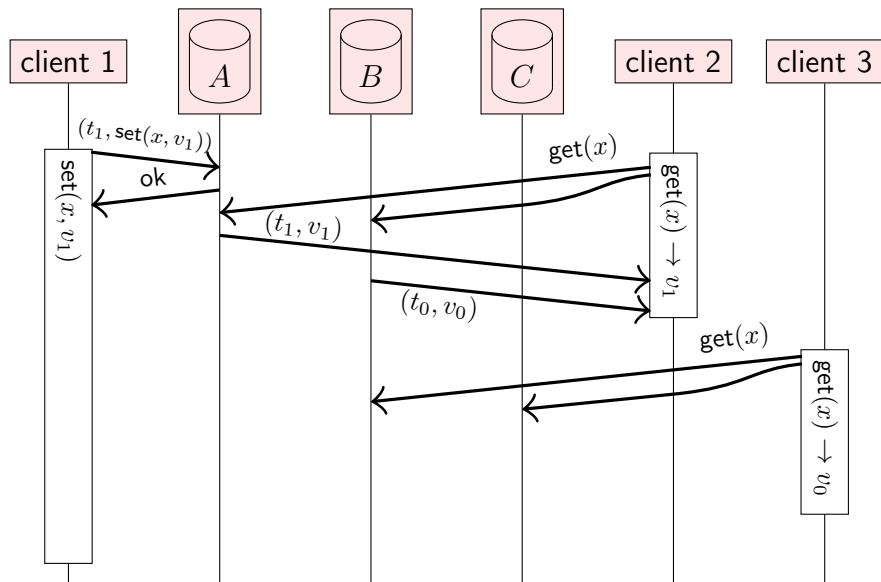 client 1
A
B
C
client 2
client 3
(t₁, set(x, v₁))
ok
get(x)
set(x, v₁)
get(x) → v₁
(t₁, v₁)
(t₀, v₀)
get(x)
get(x) → v₀